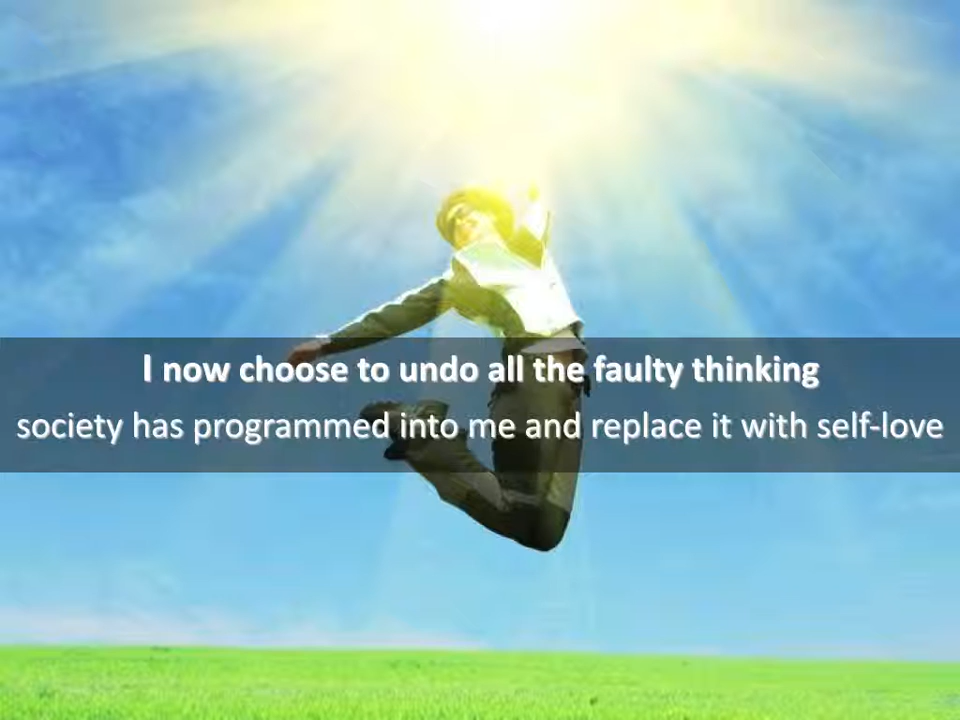 I now choose to undo all the faulty thinking
society has programmed into me and replace it with self-love